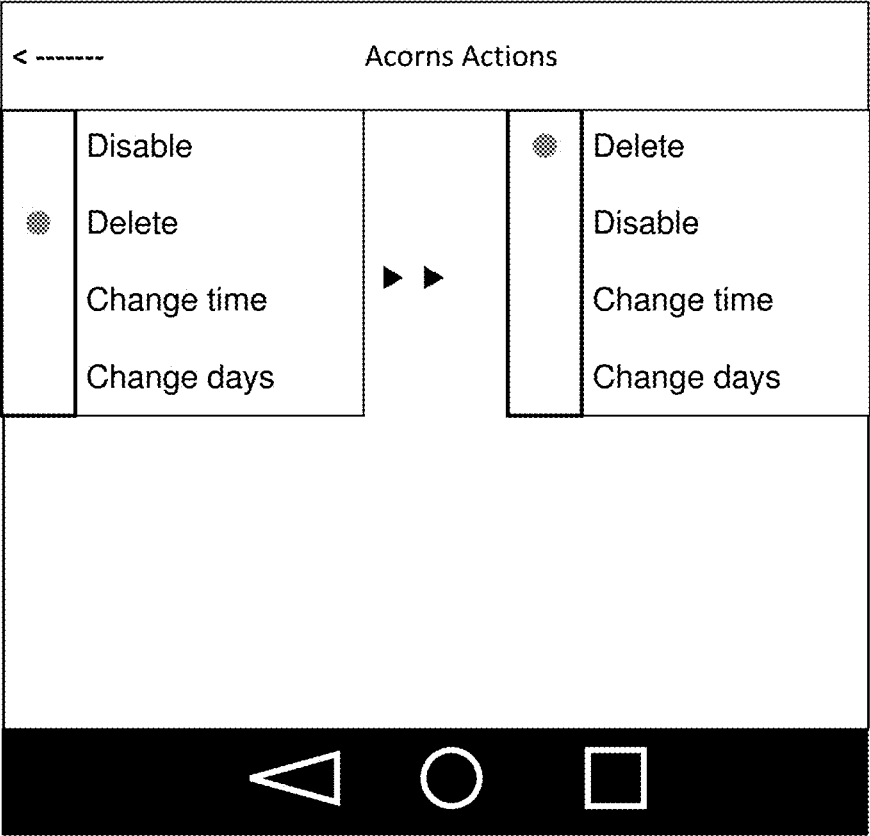 < -------
Acorns Actions
Disable
Delete
Change time
Change days
Delete
Disable
Change time
Change days